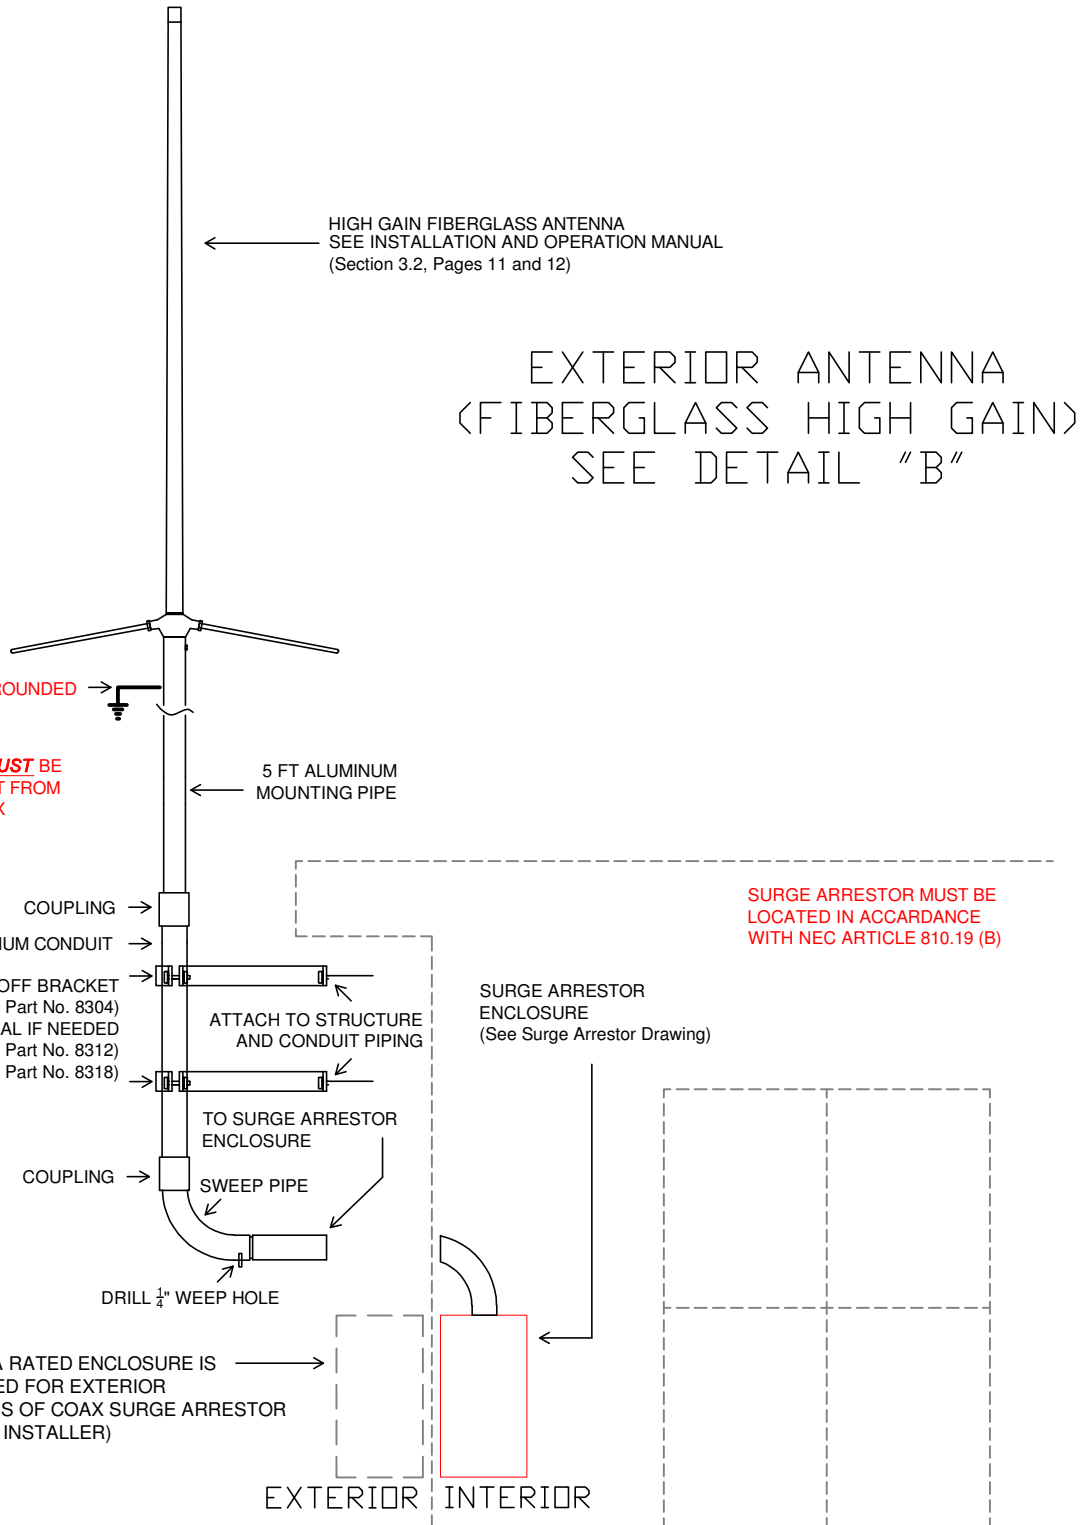 HIGH GAIN FIBERGLASS ANTENNA
SEE INSTALLATION AND OPERATION MANUAL
(Section 3.2, Pages 11 and 12)
EXTERIOR ANTENNA
(FIBERGLASS HIGH GAIN)
SEE DETAIL "B"
ROUNDED
UST BE
T FROM
X
5 FT ALUMINUM
MOUNTING PIPE
COUPLING
NUM CONDUIT
OFF BRACKET
Part No. 8304)
AL IF NEEDED
Part No. 8312)
Part No. 8318)
ATTACH TO STRUCTURE
AND CONDUIT PIPING
SURGE ARRESTOR MUST BE
LOCATED IN ACCARDANCE
WITH NEC ARTICLE 810.19 (B)
SURGE ARRESTOR
ENCLOSURE
(See Surge Arrestor Drawing)
TO SURGE ARRESTOR
ENCLOSURE
COUPLING
SWEEP PIPE
DRILL 1/4" WEEP HOLE
A RATED ENCLOSURE IS
ED FOR EXTERIOR
S OF COAX SURGE ARRESTOR
INSTALLER)
EXTERIOR
INTERIOR